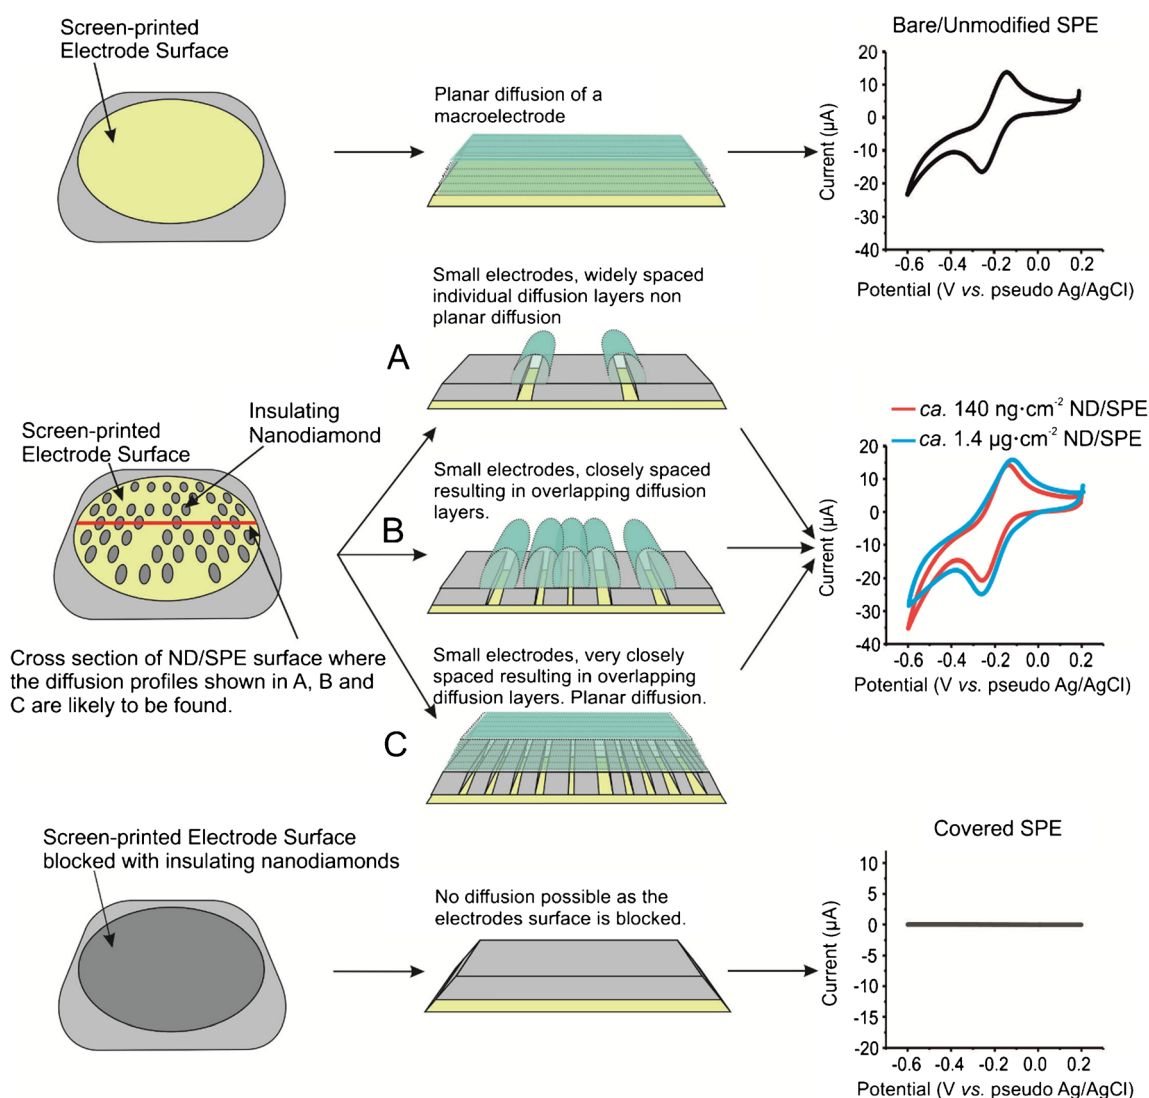 Screen-printed
Electrode Surface
Planar diffusion of a
macroelectrode
Bare/Unmodified SPE
20
10
0
-10
-20
-30
-40
Current (µA)
-0.6 -0.4 -0.2 0.0 0.2
Potential (V vs. pseudo Ag/AgCl)
Small electrodes, widely spaced
individual diffusion layers non
planar diffusion
A
Insulating
Nanodiamond
Screen-printed
Electrode Surface
Small electrodes, closely spaced
resulting in overlapping diffusion
layers.
B
Cross section of ND/SPE surface where
the diffusion profiles shown in A, B and
C are likely to be found.
Small electrodes, very closely
spaced resulting in overlapping
diffusion layers. Planar diffusion.
C
ca. 140 ng·cm⁻² ND/SPE
ca. 1.4 µg·cm⁻² ND/SPE
20
10
0
-10
-20
-30
-40
Current (µA)
-0.6 -0.4 -0.2 0.0 0.2
Potential (V vs. pseudo Ag/AgCl)
Screen-printed Electrode Surface
blocked with insulating nanodiamonds
No diffusion possible as the
electrodes surface is blocked.
Covered SPE
10
5
0
-5
-10
-15
-20
Current (µA)
-0.6 -0.4 -0.2 0.0 0.2
Potential (V vs. pseudo Ag/AgCl)